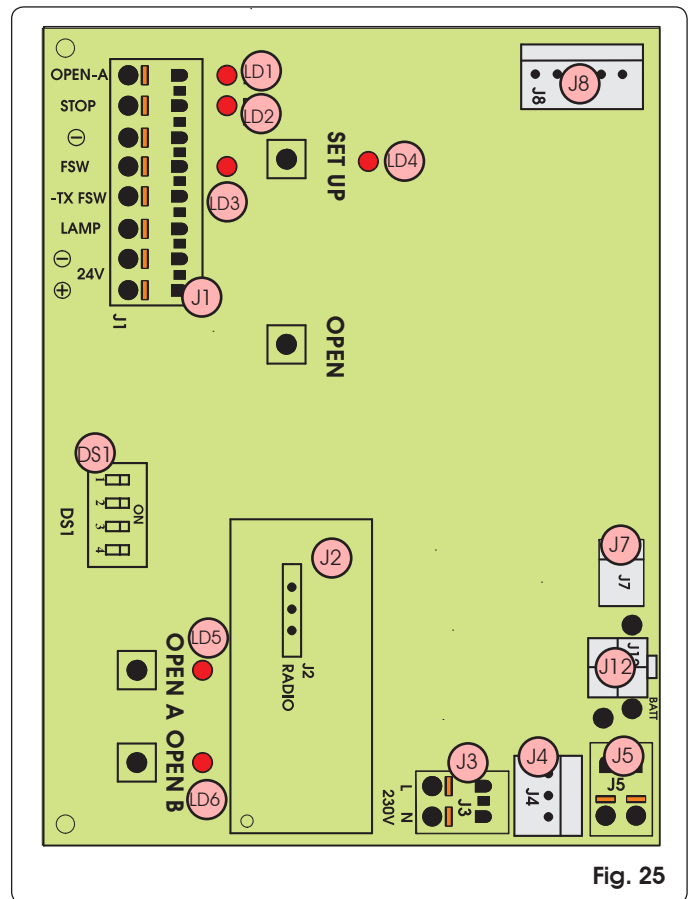 OPEN-A
STOP
⊖
FSW
-TX FSW
LAMP
⊖
24V
⊕
J1
LD1
LD2
LD3
J1
SET UP
LD4
J8
J8
OPEN
DS1
1
2
3
4
ON
DS1
J2
J2
RADIO
J7
J7
J12
J12
BATT
LD5
OPEN A
LD6
OPEN B
J3
L
N
230V
J3
J4
J4
J5
J5
Fig. 25